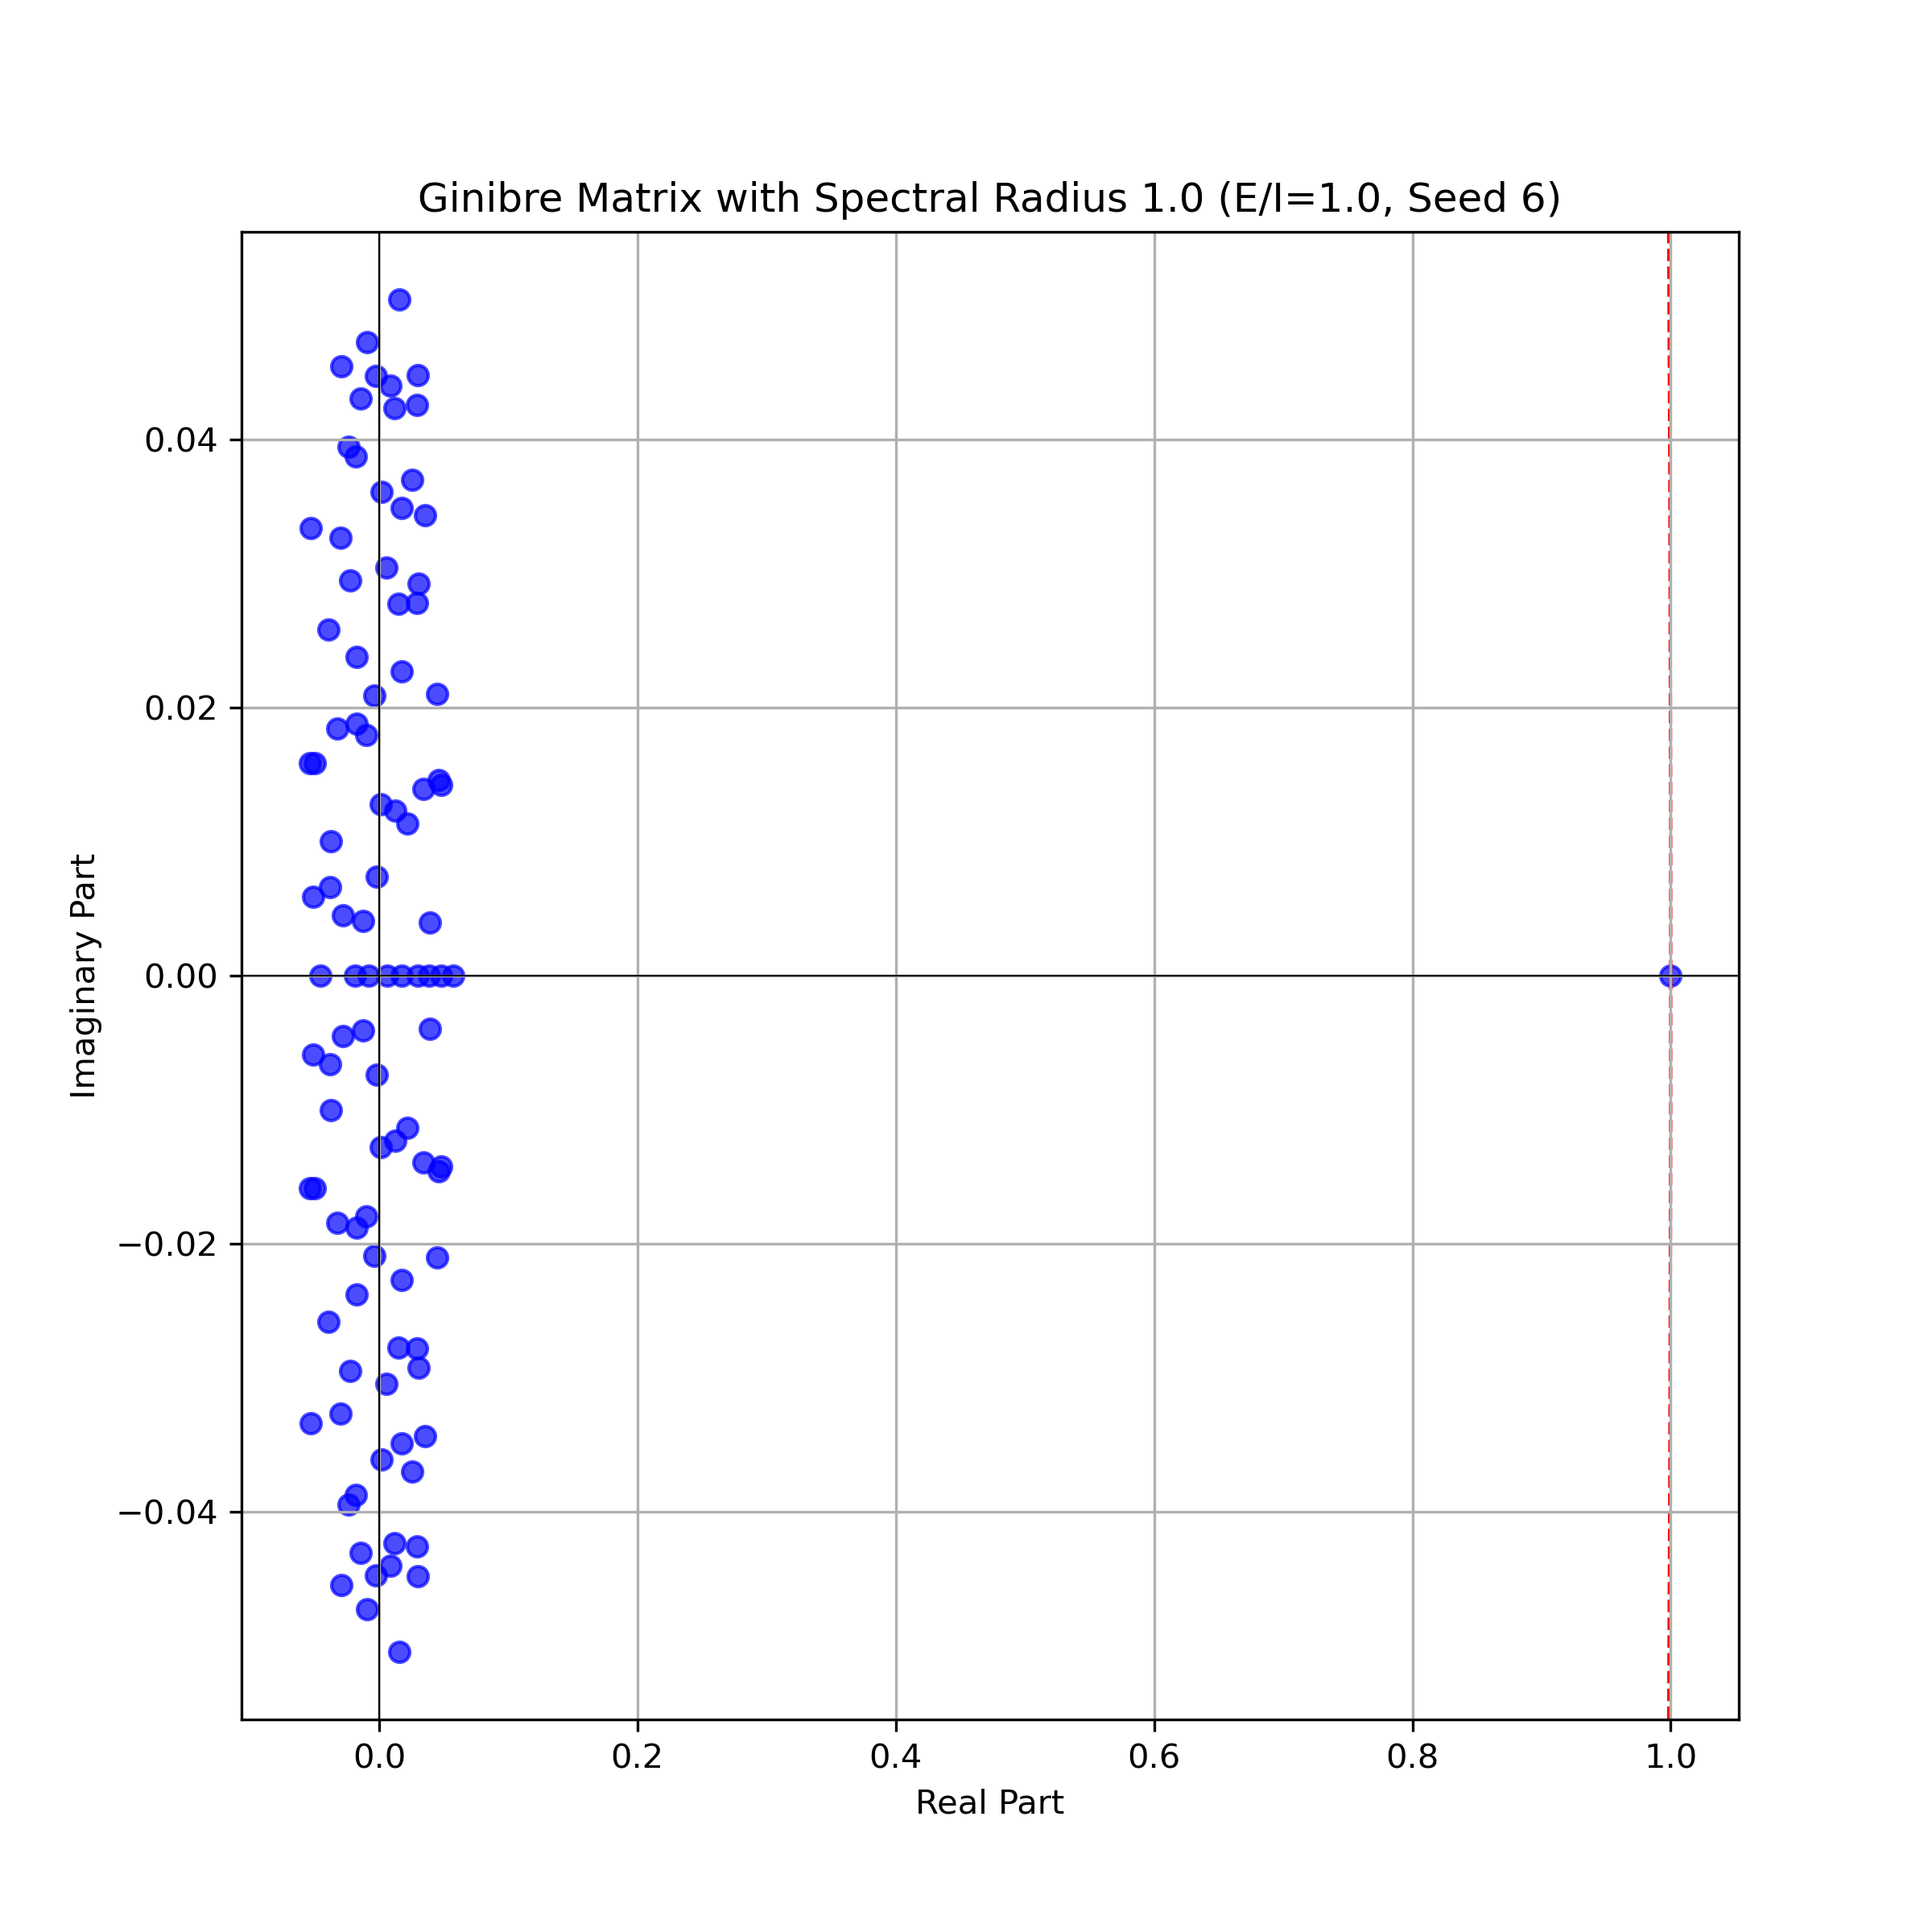 Ginibre Matrix with Spectral Radius 1.0 (E/I=1.0, Seed 6)
Imaginary Part
0.04
0.02
0.00
−0.02
−0.04
0.0 0.2 0.4 0.6 0.8 1.0
Real Part